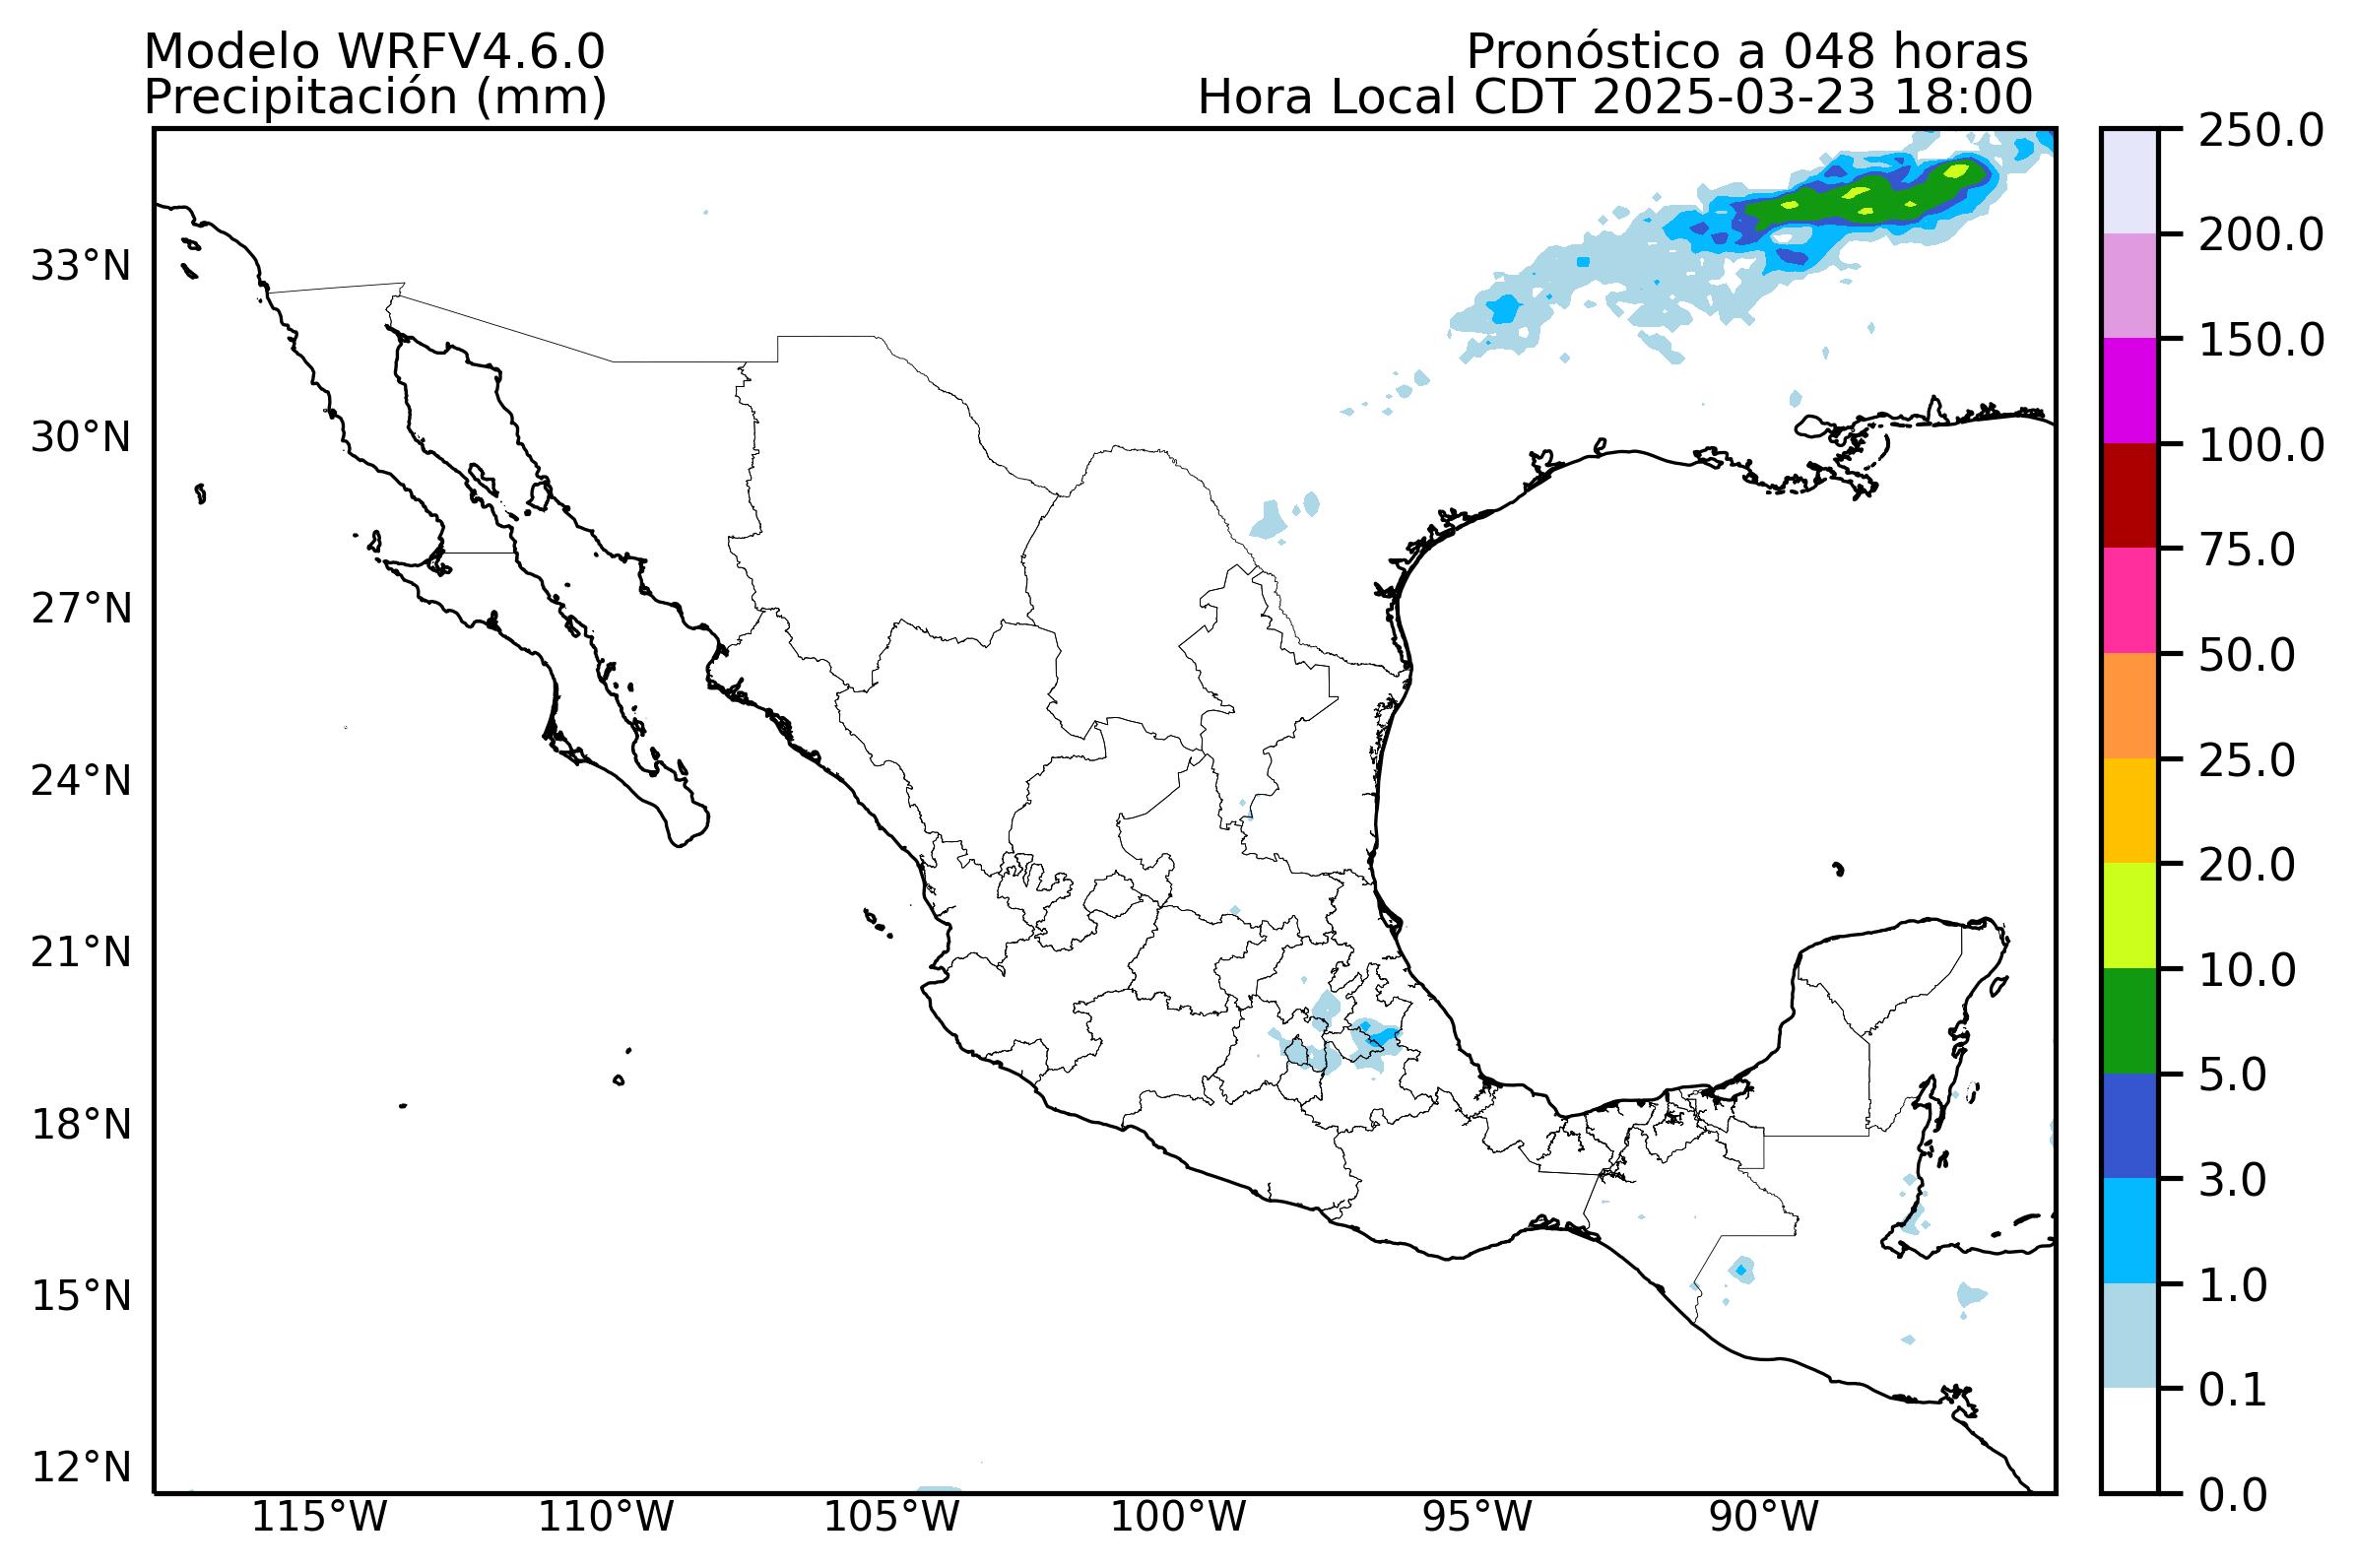 Modelo WRFV4.6.0
Precipitación (mm)
Pronóstico a 048 horas
Hora Local CDT 2025-03-23 18:00
33°N
30°N
27°N
24°N
21°N
18°N
15°N
12°N
115°W
110°W
105°W
100°W
95°W
90°W
250.0
200.0
150.0
100.0
75.0
50.0
25.0
20.0
10.0
5.0
3.0
1.0
0.1
0.0